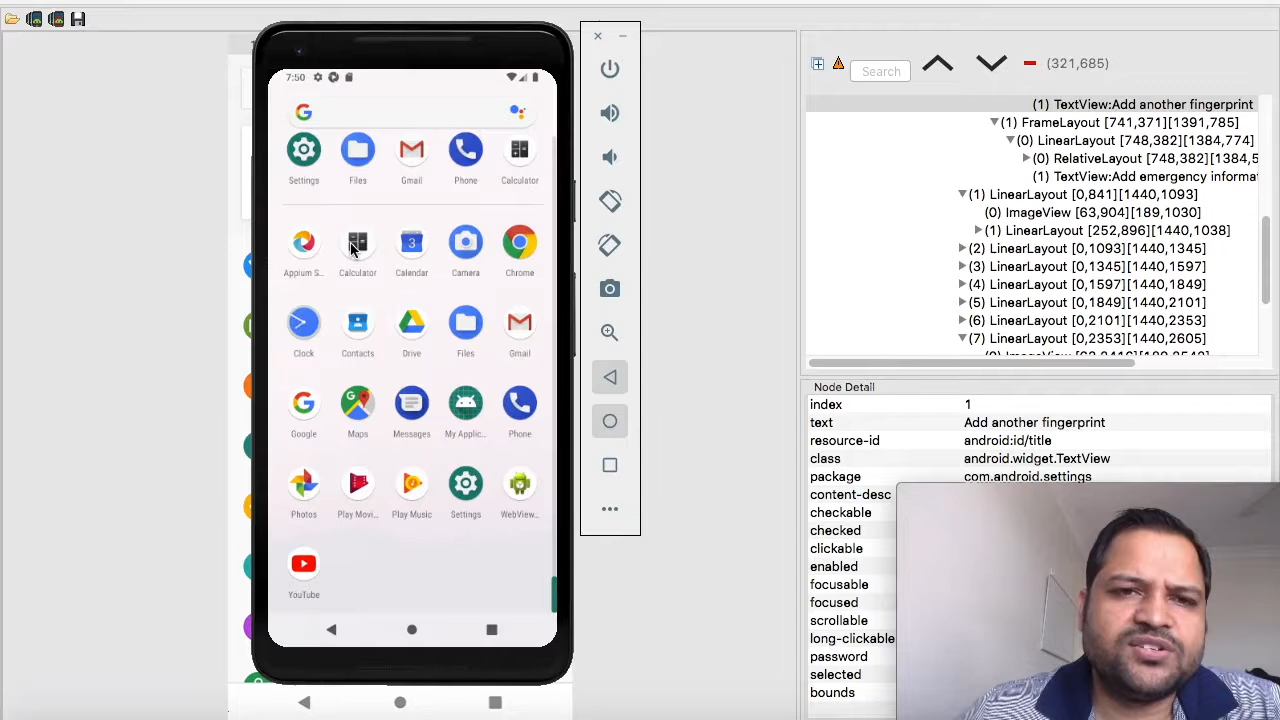 Search
(321,685)
7:50
(1) TextView:Add another fingerprint
(1) FrameLayout [741,371][1391,785]
(0) LinearLayout [748,382][1384,774]
(0) RelativeLayout [748,382][1384,5
(1) TextView:Add emergency informat
(1) LinearLayout [0,841][1440,1093]
(0) ImageView [63,904][189,1030]
(1) LinearLayout [252,896][1440,1038]
(2) LinearLayout [0,1093][1440,1345]
(3) LinearLayout [0,1345][1440,1597]
(4) LinearLayout [0,1597][1440,1849]
(5) LinearLayout [0,1849][1440,2101]
(6) LinearLayout [0,2101][1440,2353]
(7) LinearLayout [0,2353][1440,2605]
Settings Files Gmail Phone Calculator
3
Appium S... Calculator Calendar Camera Chrome
Clock Contacts Drive Files Gmail
Google Maps Messages My Applic... Phone
Photos Play Movi... Play Music Settings WebView...
YouTube
Node Detail
index 1
text Add another fingerprint
resource-id android:id/title
class android.widget.TextView
package com.android.settings
content-desc
checkable
checked
clickable
enabled
focusable
focused
scrollable
long-clickable
password
selected
bounds